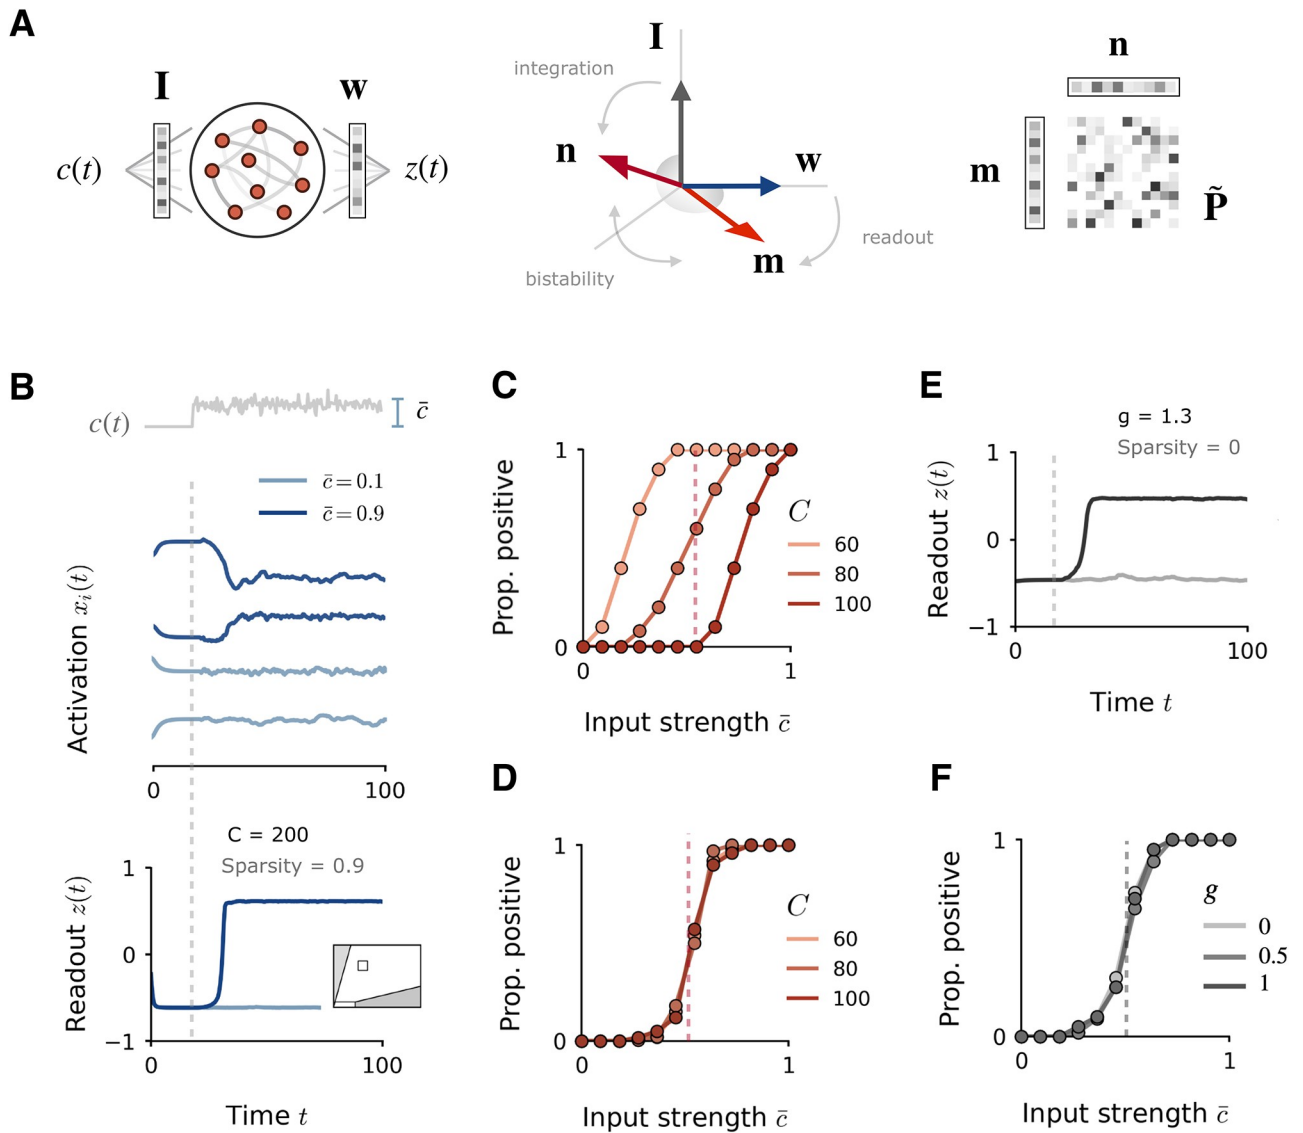 A
I
w
c(t)
z(t)
I
integration
n
w
readout
m
bistability
n
m
P̃
B
c(t)
c̄
c̄ = 0.1
c̄ = 0.9
Activation xᵢ(t)
0
100
C = 200
Sparsity = 0.9
Readout z(t)
1
0
−1
0
100
Time t
C
Prop. positive
1
0
0
1
Input strength c̄
C
60
80
100
D
Prop. positive
1
0
0
1
Input strength c̄
C
60
80
100
E
g = 1.3
Sparsity = 0
Readout z(t)
1
0
−1
0
100
Time t
F
Prop. positive
1
0
0
1
Input strength c̄
g
0
0.5
1